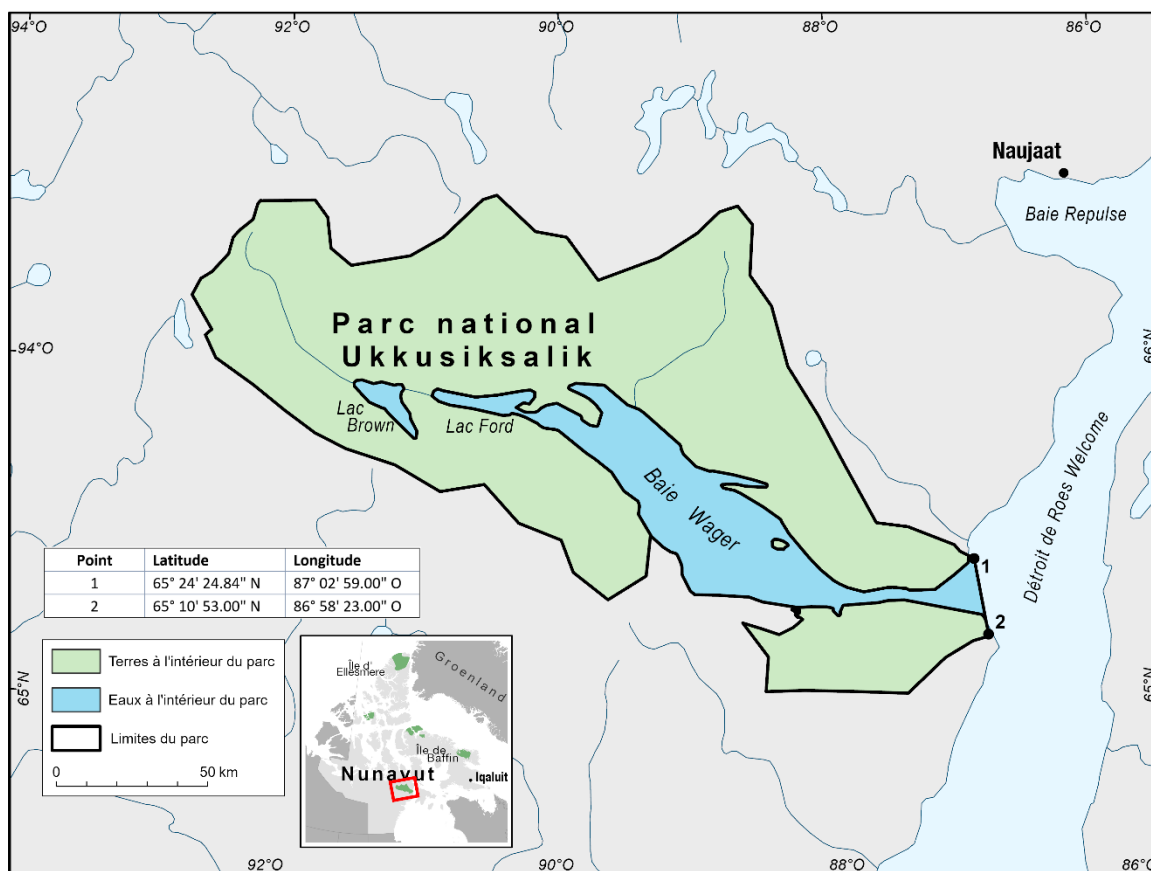 94°O 92°O 90°O 88°O 86°O
Naujaat
Baie Repulse
Parc national
Ukkusiksalik
94°O
66°N
Lac
Brown
Lac Ford
Baie Wager
Détroit de Roes Welcome
1
2
Point Latitude Longitude
1 65° 24' 24.84" N 87° 02' 59.00" O
2 65° 10' 53.00" N 86° 58' 23.00" O
65°N
65°N
Terres à l'intérieur du parc
Eaux à l'intérieur du parc
Limites du parc
0 50 km
Île d'
Ellesmere
Groenland
Île de
Baffin
Nunavut
Iqaluit
92°O 90°O 88°O 86°O